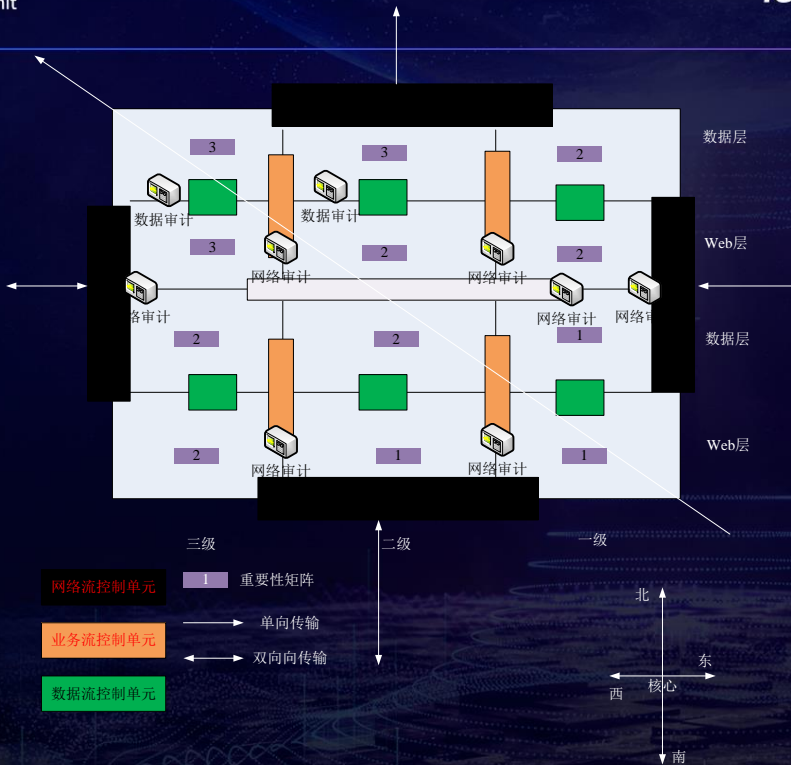 数据层
3
3
2
数据审计
数据审计
Web层
3
2
2
网络审计
网络审计
络审计
网络审计
网络审
数据层
2
2
1
Web层
2
1
1
网络审计
网络审计
三级
二级
一级
网络流控制单元
1
重要性矩阵
单向传输
业务流控制单元
双向向传输
数据流控制单元
北
东
核心
西
南